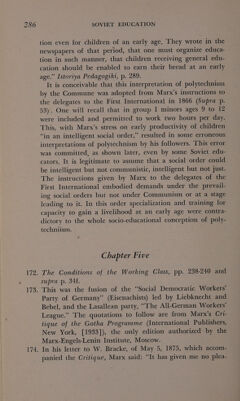 286 SOVIET EDUCATION
tion even for children of an early age. They wrote in the
newspapers of that period, that one must organize educa-
tion in such manner, that children receiving general edu-
cation should be enabled to earn their bread at an early
age." Istoriya Pedagogiki, p. 289.
It is conceivable that this interpretation of polytechnism
by the Commune was adopted from Marx's instructions to
the delegates to the First International in 1866 (Supra p.
53). One will recall that in group I minors ages 9 to 12
were included and permitted to work two hours per day.
This, with Marx's stress on early productivity of children
"in an intelligent social order," resulted in some erroneous
interpretations of polytechnism by his followers. This error
was committed, as shown later, even by some Soviet edu-
cators. It is legitimate to assume that a social order could
be intelligent but not communistic, intelligent but not just.
The instructions given by Marx to the delegates of the
First International embodied demands under the prevail-
ing social orders but not under Communism or at a stage
leading to it. In this order specialization and training for
capacity to gain a livelihood at an early age were contra-
dictory to the whole socio-educational conception of poly-
technism.
Chapter Five
172. The Conditions of the Working Class, pp. 238-240 and
supra p. 341.
173. This was the fusion of the "Social Democratic Workers'
Party of Germany" (Eisenachists) led by Liebknecht and
Bebel, and the Lasallean party, "The All-German Workers'
League." The quotations to follow are from Marx's Cri-
tique of the Gotha Programme (International Publishers,
New York, [1933]), the only edition authorized by the
Marx-Engels-Lenin Institute, Moscow.
174. In his letter to W. Bracke, of May 5, 1875, which accom-
panied the Critique, Marx said: "It has given me no plea-